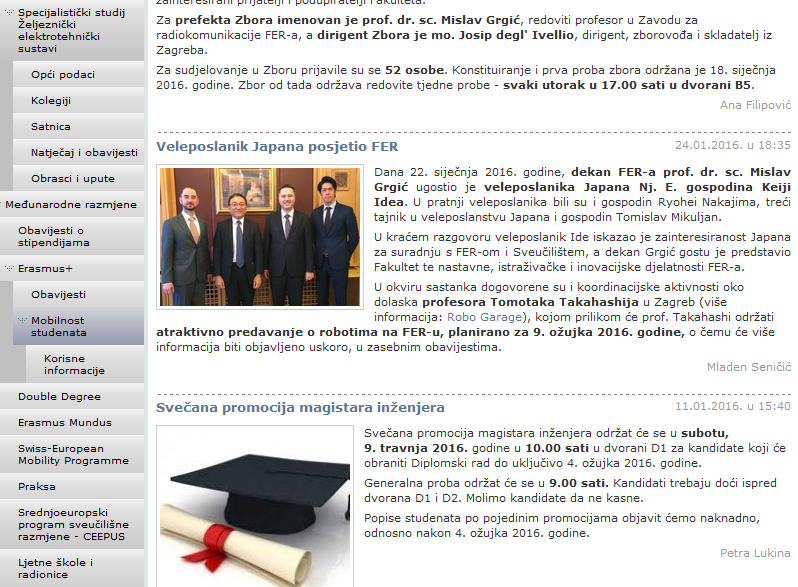 Specijalistički studij
Željeznički
elektrotehnički
sustavi
Opći podaci
Kolegiji
Satnica
Natječaj i obavijesti
Obrasci i upute
Međunarodne razmjene
Obavijesti o
stipendijama
Erasmus+
Obavijesti
Mobilnost
studenata
Korisne
informacije
Double Degree
Erasmus Mundus
Swiss-European
Mobility Programme
Praksa
Srednjoeuropski
program sveučilišne
razmjene - CEEPUS
Ljetne škole i
radionice
zainteresirani prijatelji i podupiratelji Fakulteta.
Za prefekta Zbora imenovan je prof. dr. sc. Mislav Grgić, redoviti profesor u Zavodu za
radiokomunikacije FER-a, a dirigent Zbora je mo. Josip degl' Ivellio, dirigent, zborovođa i skladatelj iz
Zagreba.
Za sudjelovanje u Zboru prijavile su se 52 osobe. Konstituiranje i prva proba zbora održana je 18. siječnja
2016. godine. Zbor od tada održava redovite tjedne probe - svaki utorak u 17.00 sati u dvorani B5.
Ana Filipović
Veleposlanik Japana posjetio FER
24.01.2016. u 18:35
Dana 22. siječnja 2016. godine, dekan FER-a prof. dr. sc. Mislav
Grgić ugostio je veleposlanika Japana Nj. E. gospodina Keiji
Idea. U pratnji veleposlanika bili su i gospodin Ryohei Nakajima, treći
tajnik u veleposlanstvu Japana i gospodin Tomislav Mikuljan.
U kraćem razgovoru veleposlanik Ide iskazao je zainteresiranost Japana
za suradnju s FER-om i Sveučilištem, a dekan Grgić gostu je predstavio
Fakultet te nastavne, istraživačke i inovacijske djelatnosti FER-a.
U okviru sastanka dogovorene su i koordinacijske aktivnosti oko
dolaska profesora Tomotaka Takahashija u Zagreb (više
informacija: Robo Garage), kojom prilikom će prof. Takahashi održati
atraktivno predavanje o robotima na FER-u, planirano za 9. ožujka 2016. godine, o čemu će više
informacija biti objavljeno uskoro, u zasebnim obavijestima.
Mladen Seničić
Svečana promocija magistara inženjera
11.01.2016. u 15:40
Svečana promocija magistara inženjera održat će se u subotu,
9. travnja 2016. godine u 10.00 sati u dvorani D1 za kandidate koji će
obraniti Diplomski rad do uključivo 4. ožujka 2016. godine.
Generalna proba održat će se u 9.00 sati. Kandidati trebaju doći ispred
dvorana D1 i D2. Molimo kandidate da ne kasne.
Popise studenata po pojedinim promocijama objavit ćemo naknadno,
odnosno nakon 4. ožujka 2016. godine.
Petra Lukina